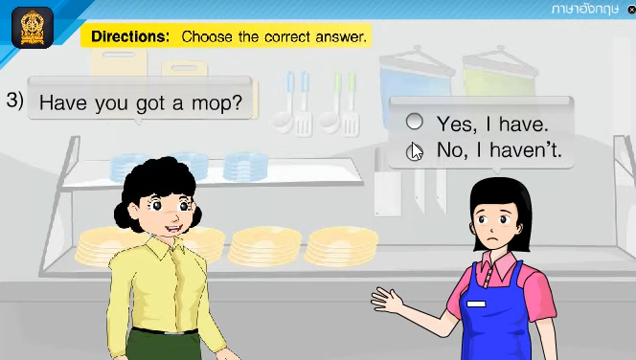 ภาษาอังกฤษ
Directions: Choose the correct answer.
3) Have you got a mop?
Yes, I have.
No, I haven't.